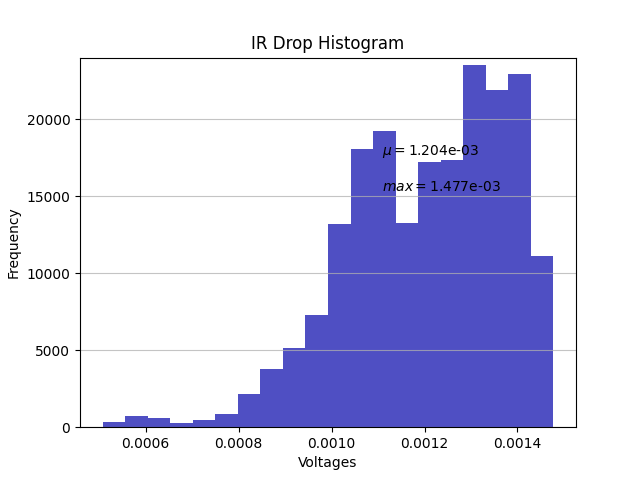 IR Drop Histogram
20000
15000
10000
5000
0
Frequency
μ = 1.204e-03
max = 1.477e-03
0.0006 0.0008 0.0010 0.0012 0.0014
Voltages